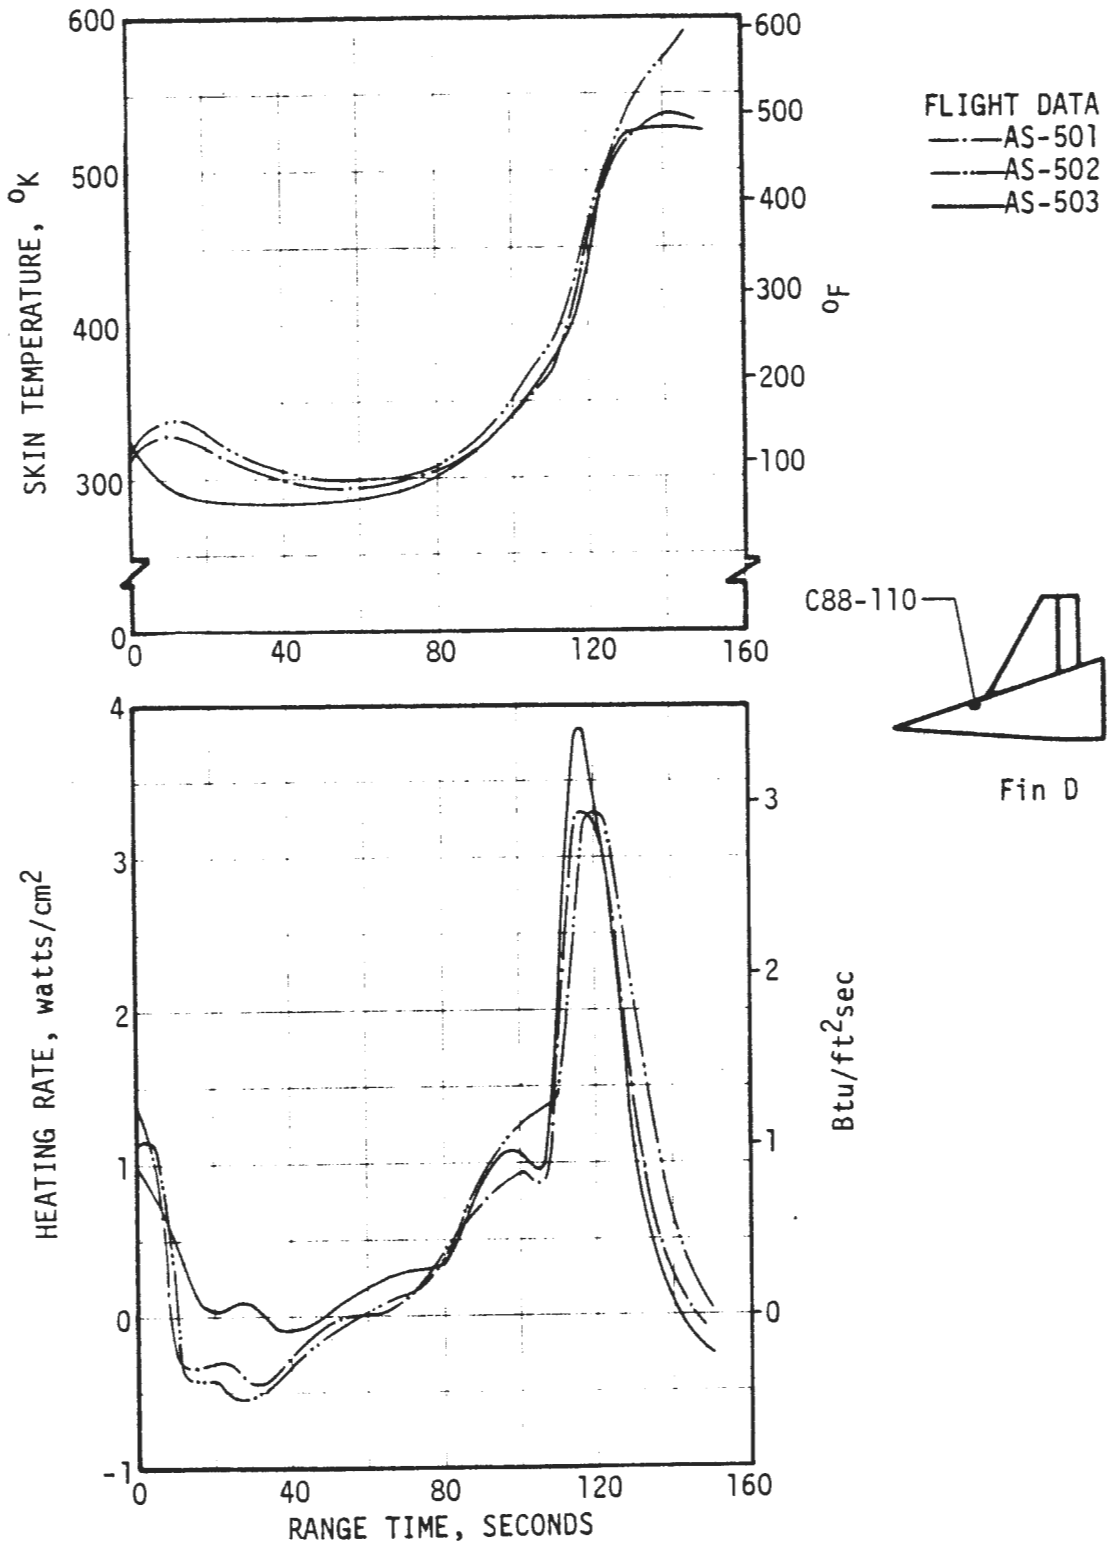 600
500
400
300
0
SKIN TEMPERATURE, °K
600
500
400
300
200
100
°F
0 40 80 120 160
FLIGHT DATA
AS-501
AS-502
AS-503
C88-110
Fin D
4
3
2
1
0
-1
HEATING RATE, watts/cm²
3
2
1
0
Btu/ft²sec
0 40 80 120 160
RANGE TIME, SECONDS